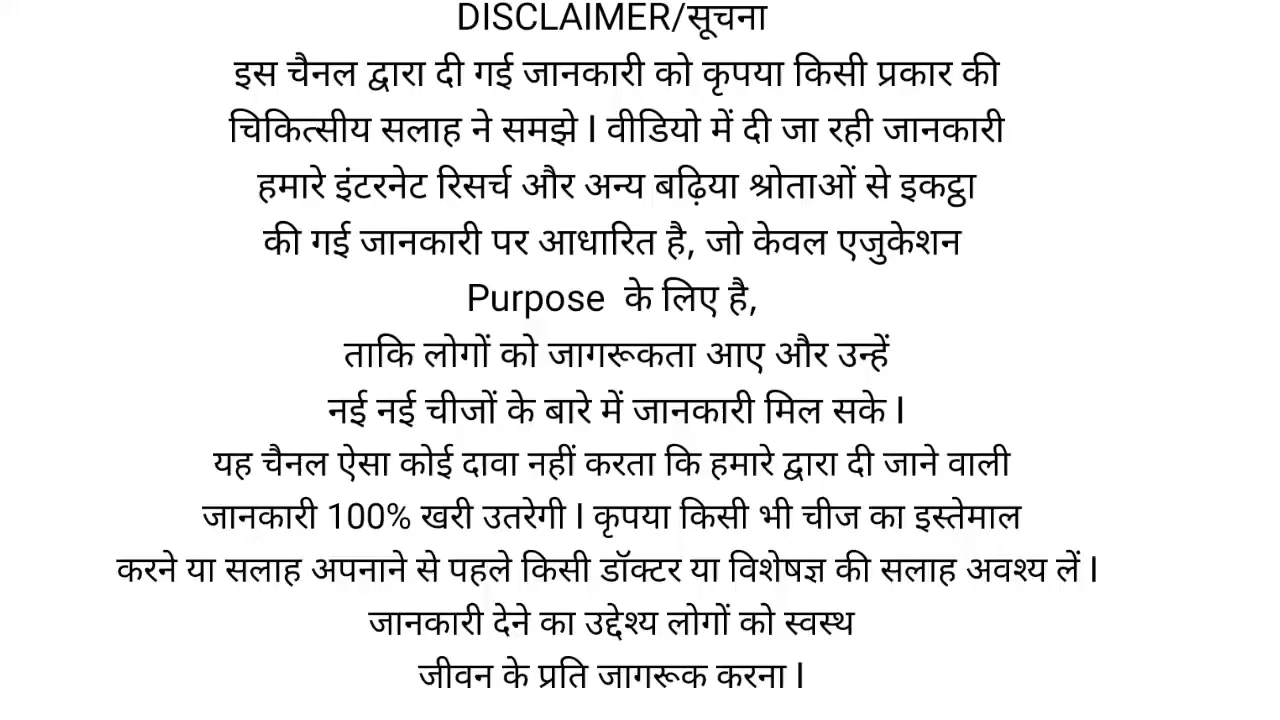 DISCLAIMER/सूचना
इस चैनल द्वारा दी गई जानकारी को कृपया किसी प्रकार की
चिकित्सीय सलाह ने समझे l वीडियो में दी जा रही जानकारी
हमारे इंटरनेट रिसर्च और अन्य बढ़िया श्रोताओं से इकट्ठा
की गई जानकारी पर आधारित है, जो केवल एजुकेशन
Purpose के लिए है,
ताकि लोगों को जागरूकता आए और उन्हें
नई नई चीजों के बारे में जानकारी मिल सके l
यह चैनल ऐसा कोई दावा नहीं करता कि हमारे द्वारा दी जाने वाली
जानकारी 100% खरी उतरेगी l कृपया किसी भी चीज का इस्तेमाल
करने या सलाह अपनाने से पहले किसी डॉक्टर या विशेषज्ञ की सलाह अवश्य लें l
जानकारी देने का उद्देश्य लोगों को स्वस्थ
जीवन के प्रति जागरूक करना l